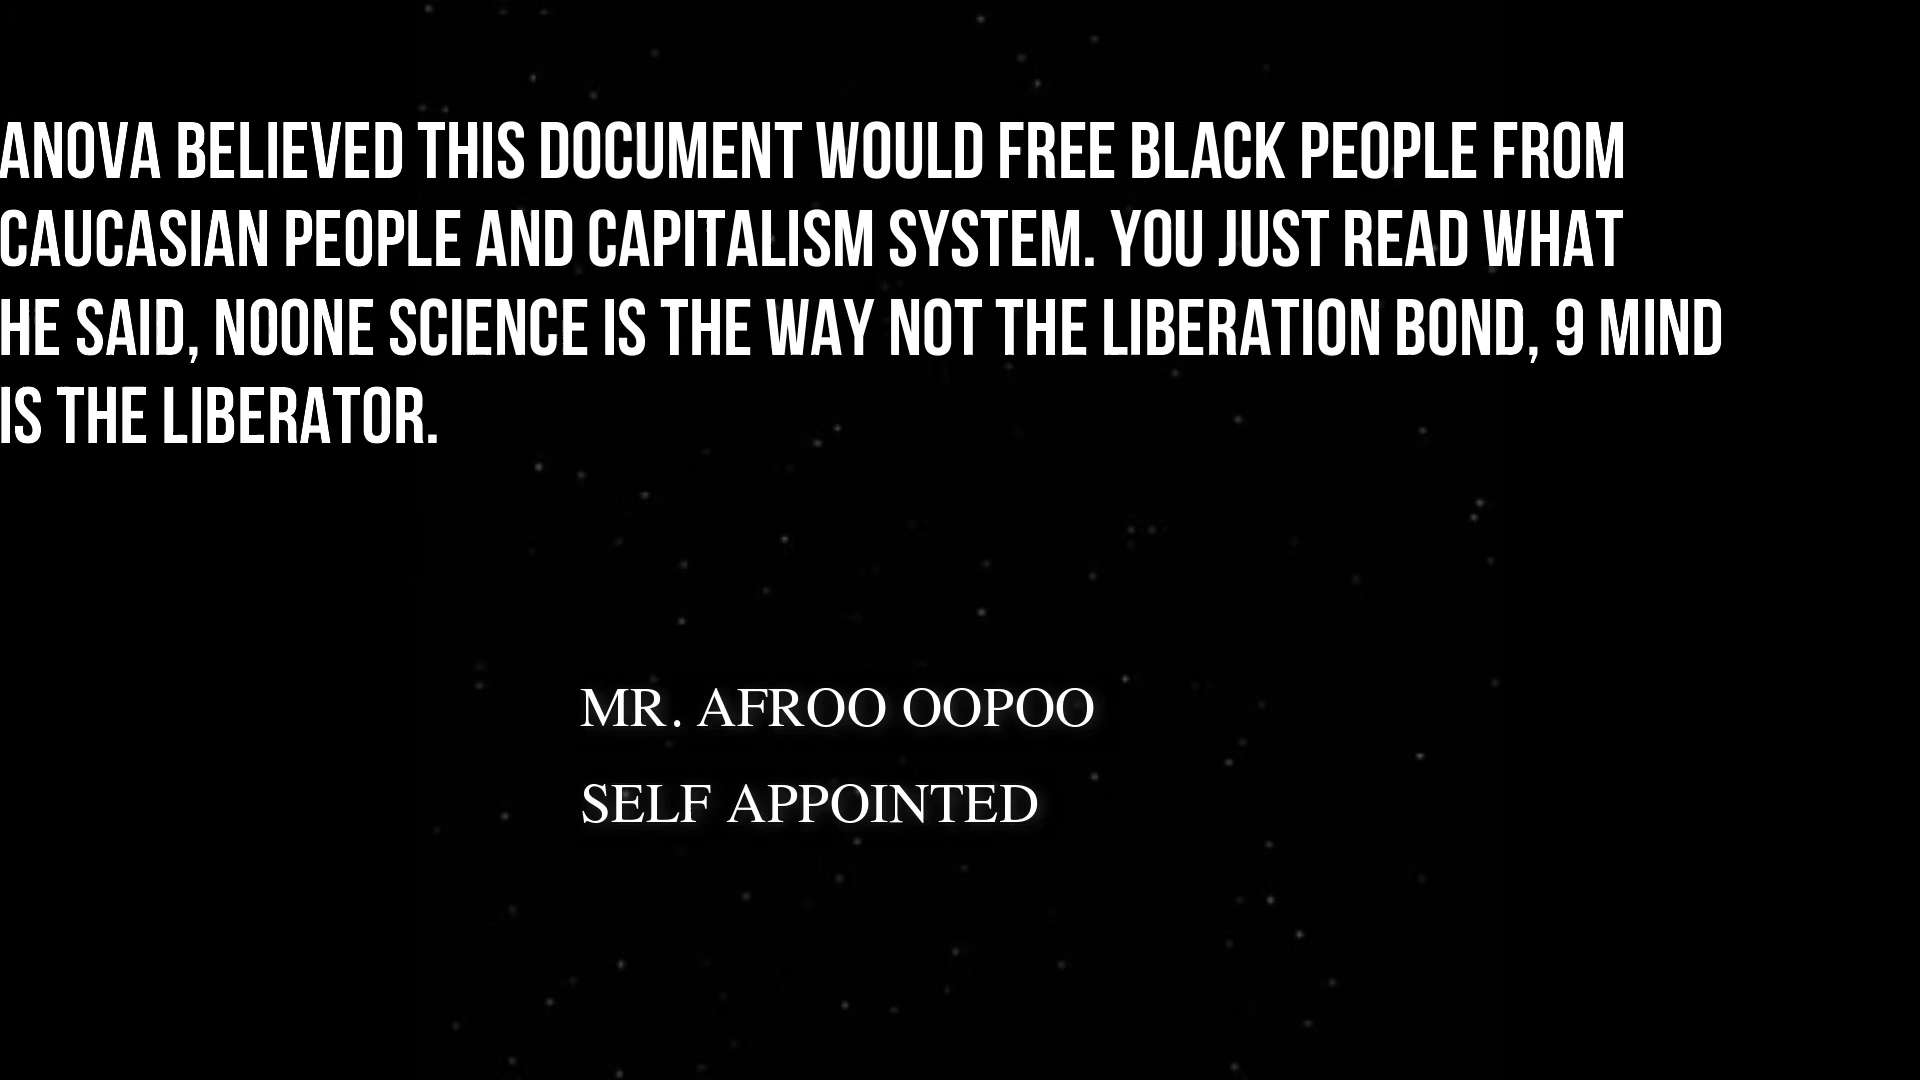 ANOVA BELIEVED THIS DOCUMENT WOULD FREE BLACK PEOPLE FROM
CAUCASIAN PEOPLE AND CAPITALISM SYSTEM. YOU JUST READ WHAT
HE SAID, NOONE SCIENCE IS THE WAY NOT THE LIBERATION BOND, 9 MIND
IS THE LIBERATOR.
MR. AFROO OOPOO
SELF APPOINTED